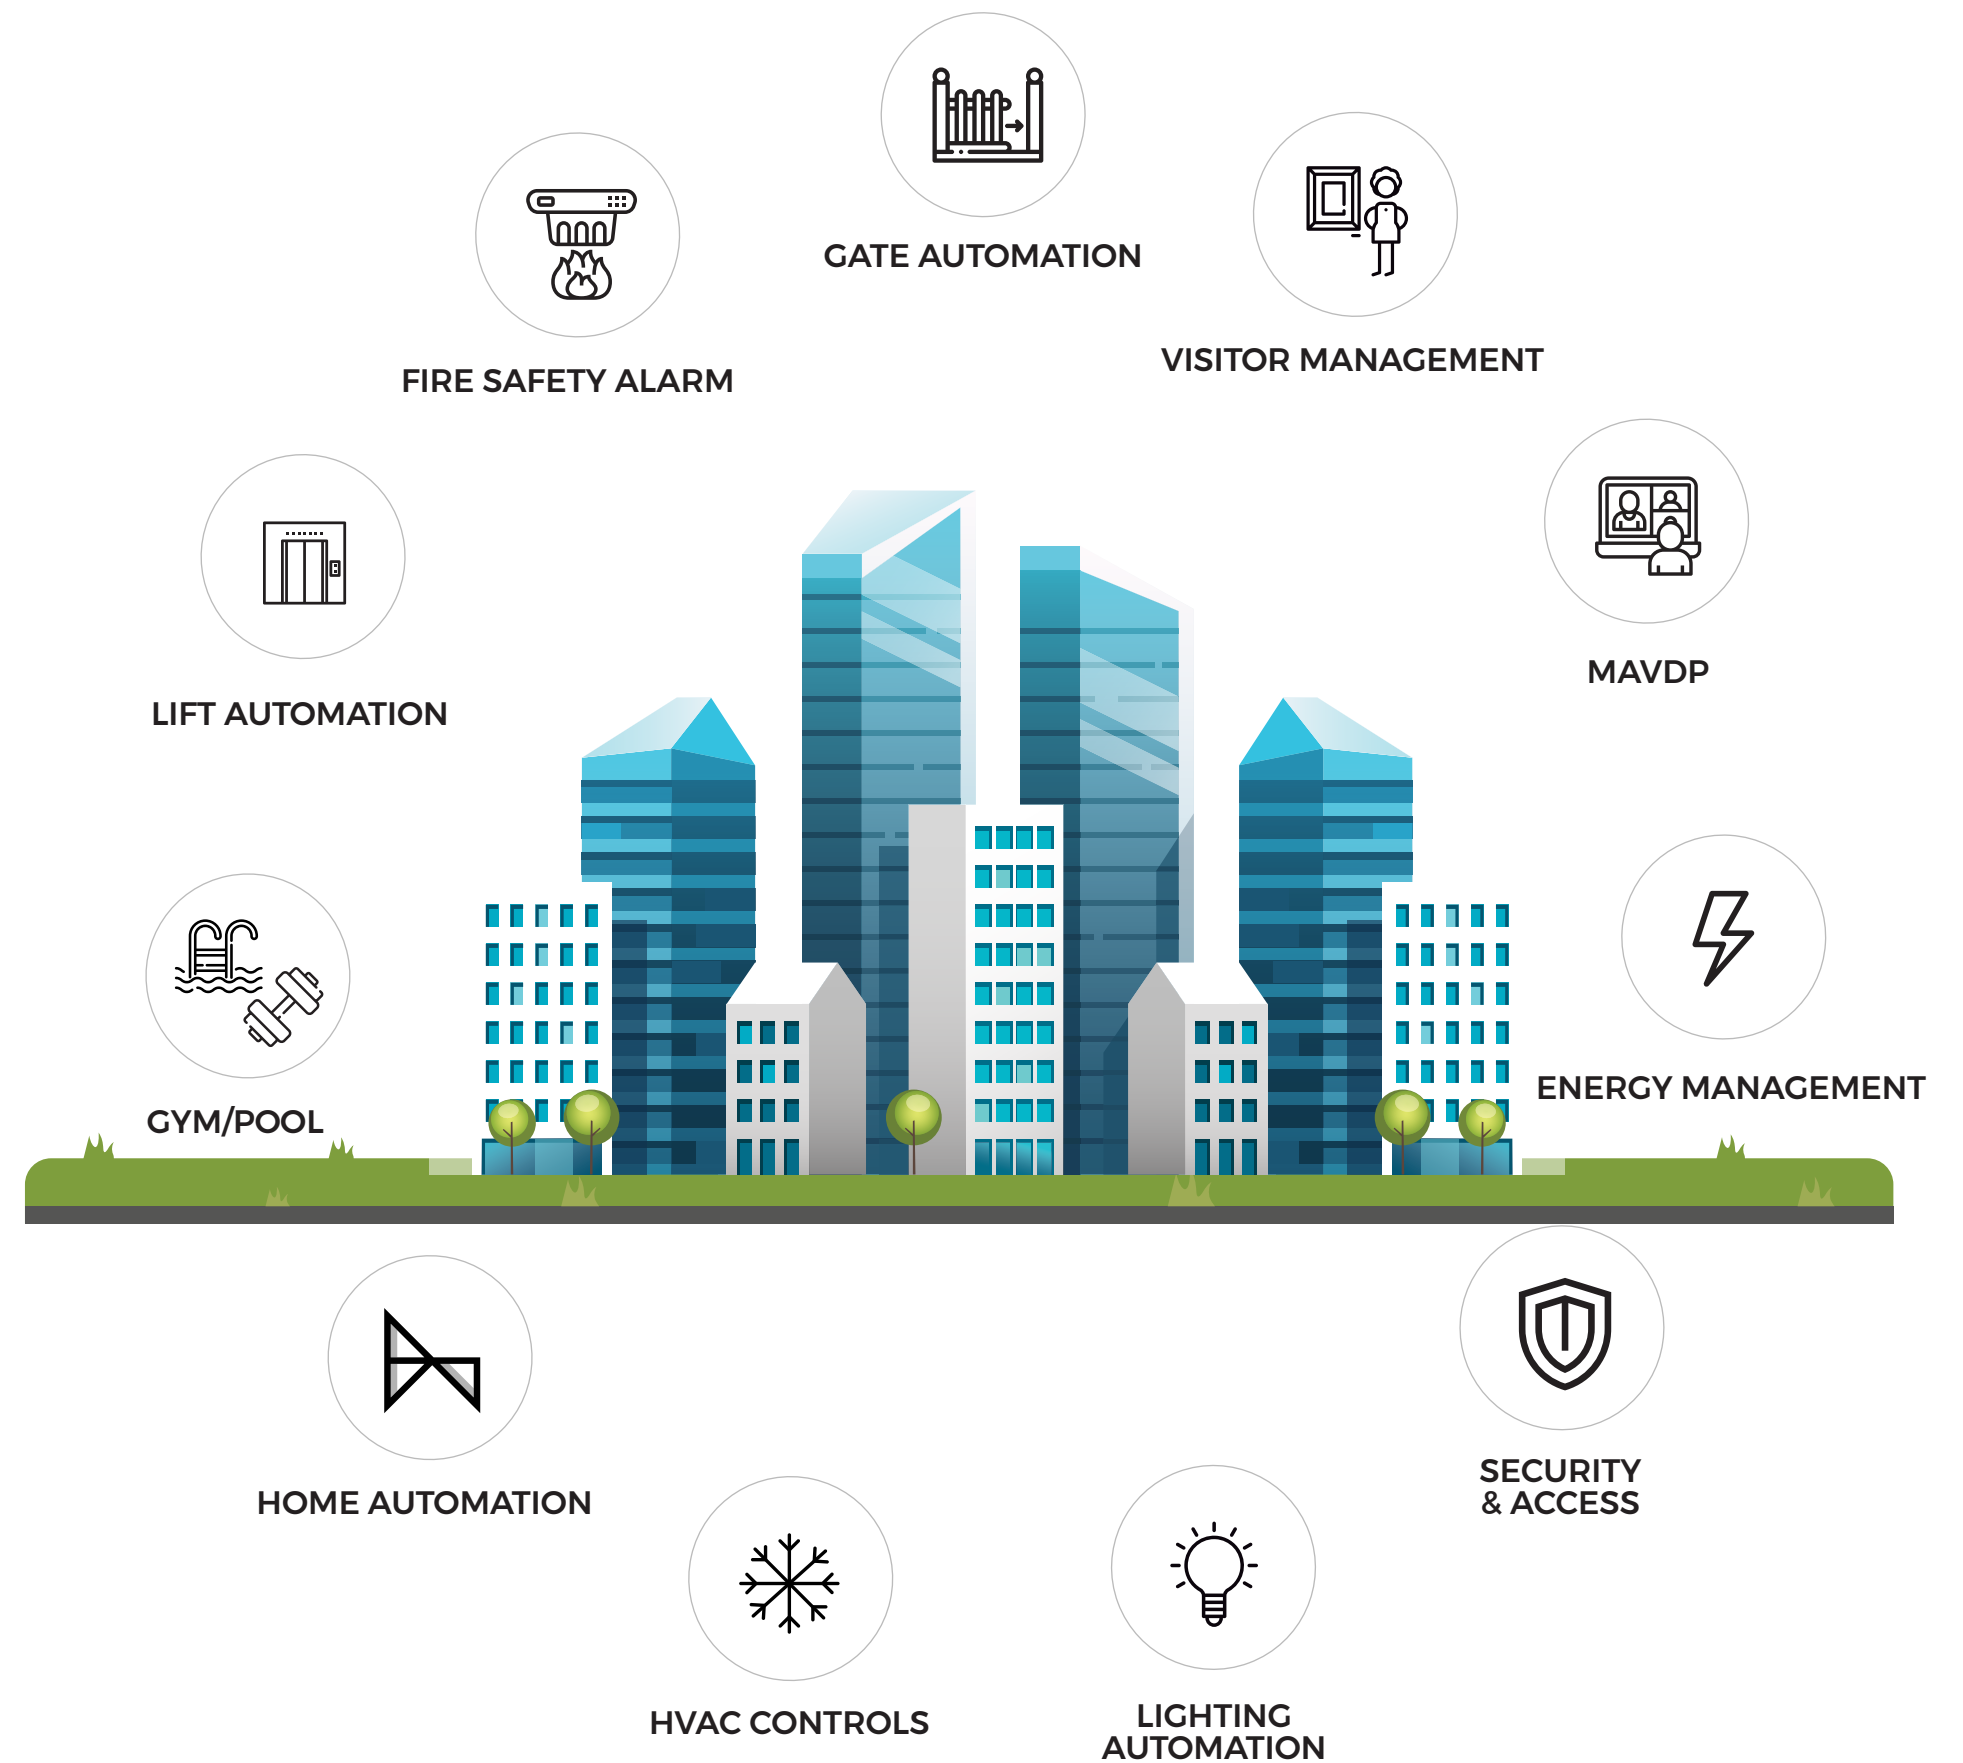 GATE AUTOMATION
VISITOR MANAGEMENT
FIRE SAFETY ALARM
MAVDP
LIFT AUTOMATION
ENERGY MANAGEMENT
GYM/POOL
SECURITY
& ACCESS
HOME AUTOMATION
HVAC CONTROLS
LIGHTING
AUTOMATION